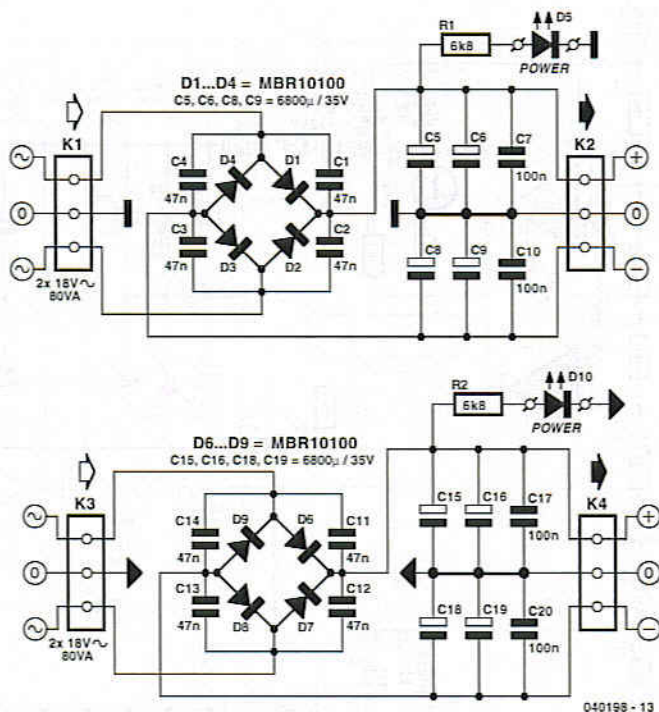 R1
6k8
D5
POWER
D1...D4 = MBR10100
C5, C6, C8, C9 = 6800µ / 35V
K1
~
0
~
2x 18V~
80VA
C4
47n
D4
D1
C1
47n
C3
47n
D3
D2
C2
47n
C5
C6
C7
100n
C8
C9
C10
100n
K2
+
0
−
R2
6k8
D10
POWER
D6...D9 = MBR10100
C15, C16, C18, C19 = 6800µ / 35V
K3
~
0
~
2x 18V~
80VA
C14
47n
D9
D6
C11
47n
C13
47n
D8
D7
C12
47n
C15
C16
C17
100n
C18
C19
C20
100n
K4
+
0
−
040198 - 13